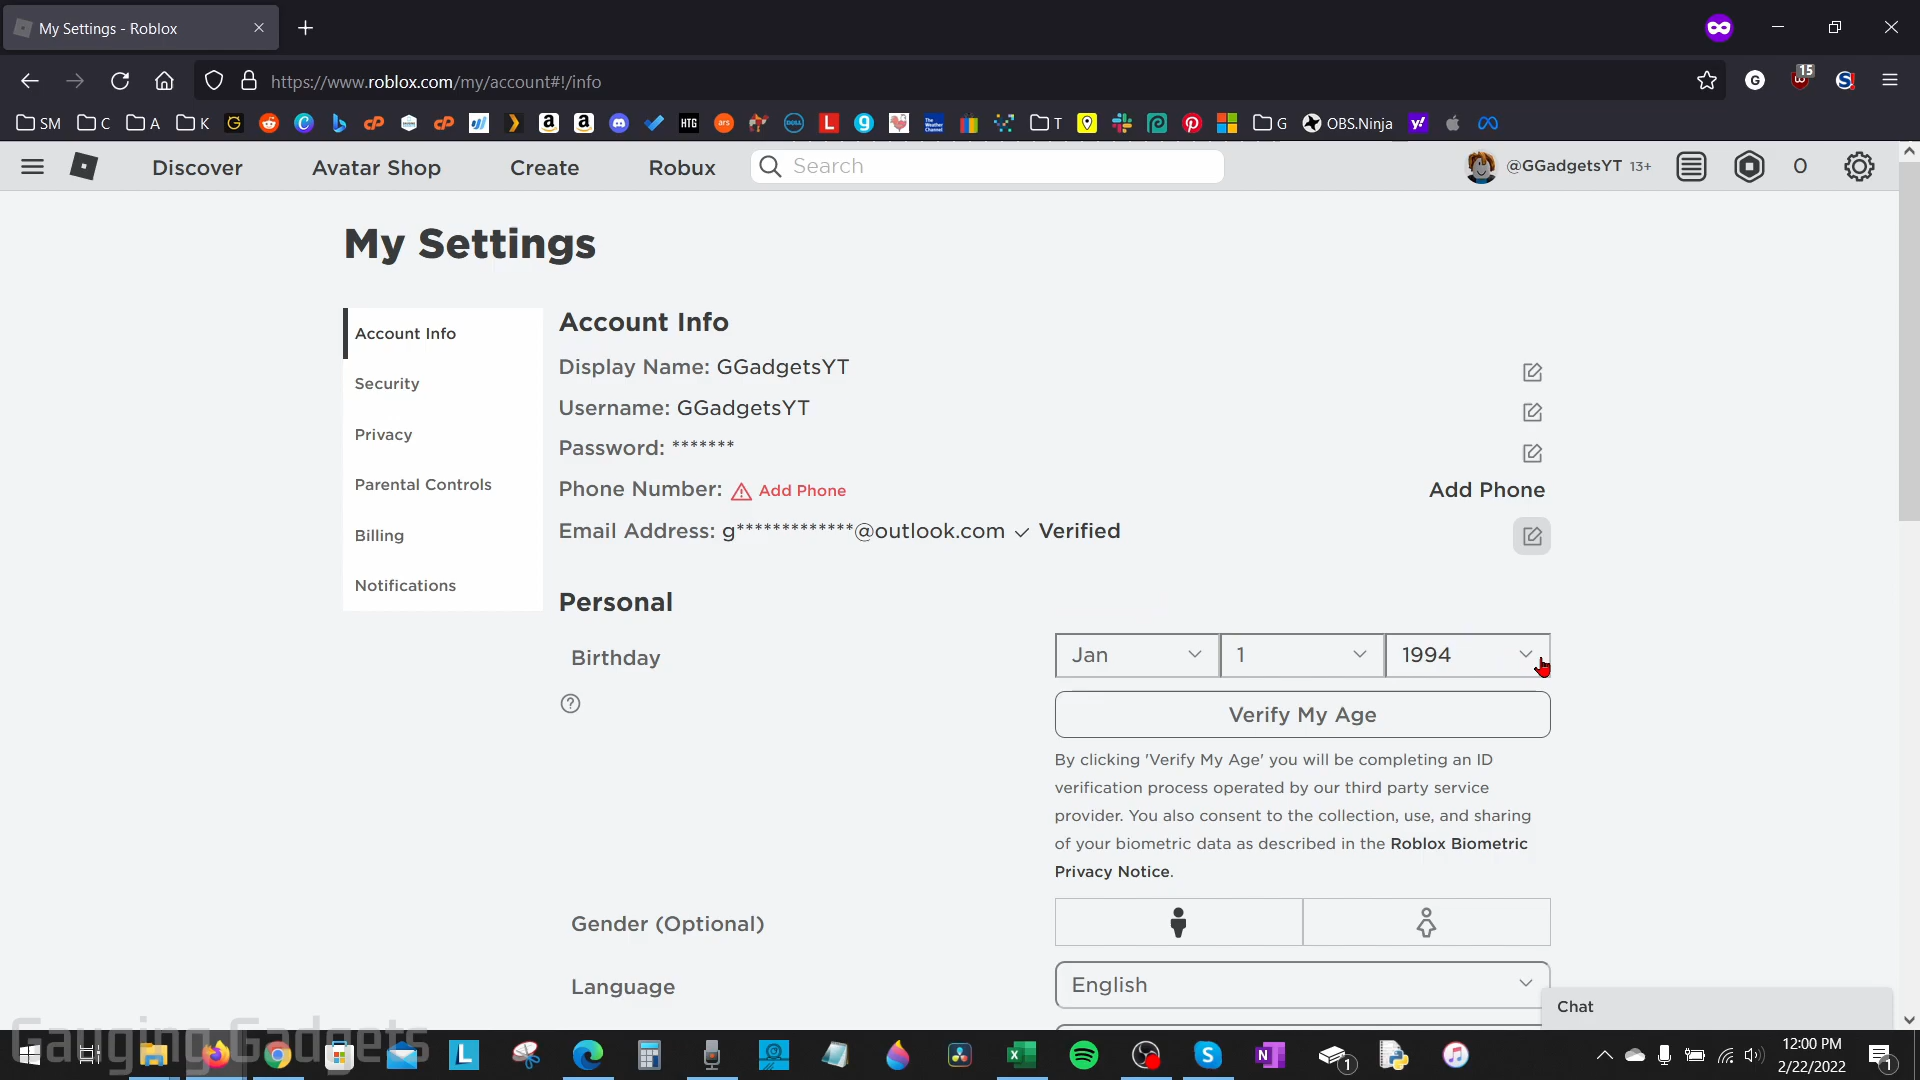 My Settings - Roblox
https://www.roblox.com/my/account#!/info
15
SM C A K T G OBS.Ninja
Discover Avatar Shop Create Robux Search @GGadgetsYT 13+ 0
My Settings
Account Info
Security
Privacy
Parental Controls
Billing
Notifications
Account Info
Display Name: GGadgetsYT
Username: GGadgetsYT
Password: *******
Phone Number: Add Phone Add Phone
Email Address: g*************@outlook.com Verified
Personal
Birthday Jan 1 1994
Verify My Age
By clicking 'Verify My Age' you will be completing an ID
verification process operated by our third party service
provider. You also consent to the collection, use, and sharing
of your biometric data as described in the Roblox Biometric
Privacy Notice.
Gender (Optional)
Language English
Chat
Gauging Gadgets
12:00 PM
2/22/2022